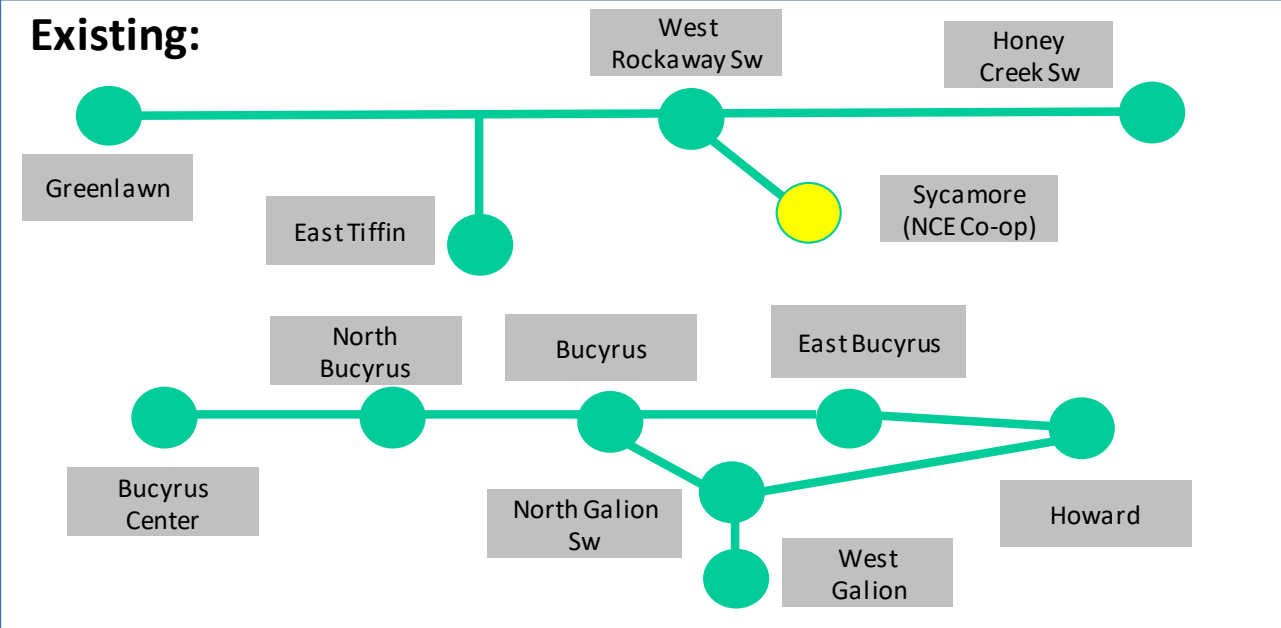 Existing:
West
Rockaway Sw
Honey
Creek Sw
Greenlawn
East Tiffin
Sycamore
(NCE Co-op)
North
Bucyrus
Bucyrus
East Bucyrus
Bucyrus
Center
North Galion
Sw
West
Galion
Howard